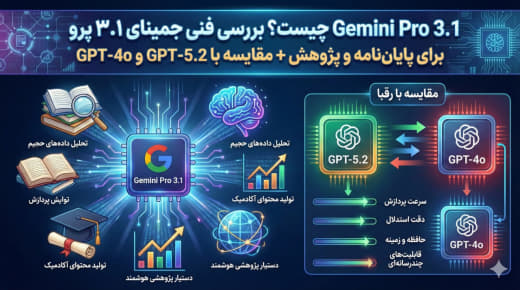 Gemini Pro 3.1 چیست؟ بررسی فنی جمینای ۳.۱ پرو
برای پایان‌نامه و پژوهش + مقایسه با GPT-5.2 و GPT-4o
تحلیل داده‌های حجیم
تحلیل داده‌های حجیم
Gemini Pro 3.1
توایش پردازش
تولید محتوای آکادمیک
تولید محتوای آکادمیک
دستیار پژوهشی هوشمند
دستیار پژوهشی هوشمند
مقایسه با رقبا
GPT-5.2
GPT-4o
سرعت پردازش
دقت استدلال
حافظه و زمینه
قابلیت‌های
چندرسانه‌ای
GPT-4o